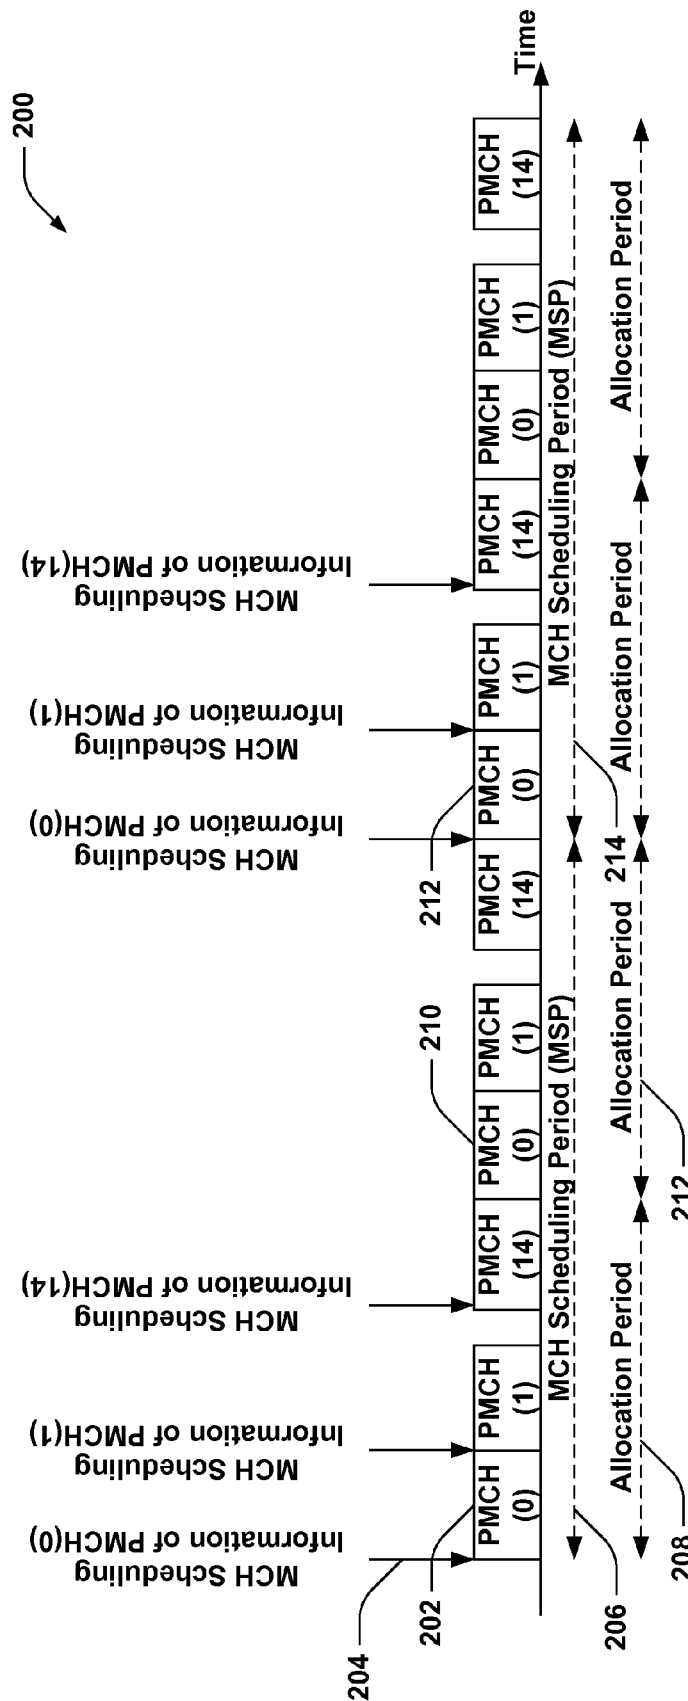 200
MCH Scheduling
Information of PMCH(0)
MCH Scheduling
Information of PMCH(1)
MCH Scheduling
Information of PMCH(14)
MCH Scheduling
Information of PMCH(0)
MCH Scheduling
Information of PMCH(1)
MCH Scheduling
Information of PMCH(14)
204
202
210
212
PMCH
(0)
PMCH
(1)
PMCH
(14)
PMCH
(0)
PMCH
(1)
PMCH
(14)
PMCH
(0)
PMCH
(1)
PMCH
(14)
PMCH
(0)
PMCH
(1)
PMCH
(14)
Time
MCH Scheduling Period (MSP)
MCH Scheduling Period (MSP)
206
214
Allocation Period
Allocation Period
Allocation Period
Allocation Period
208
212